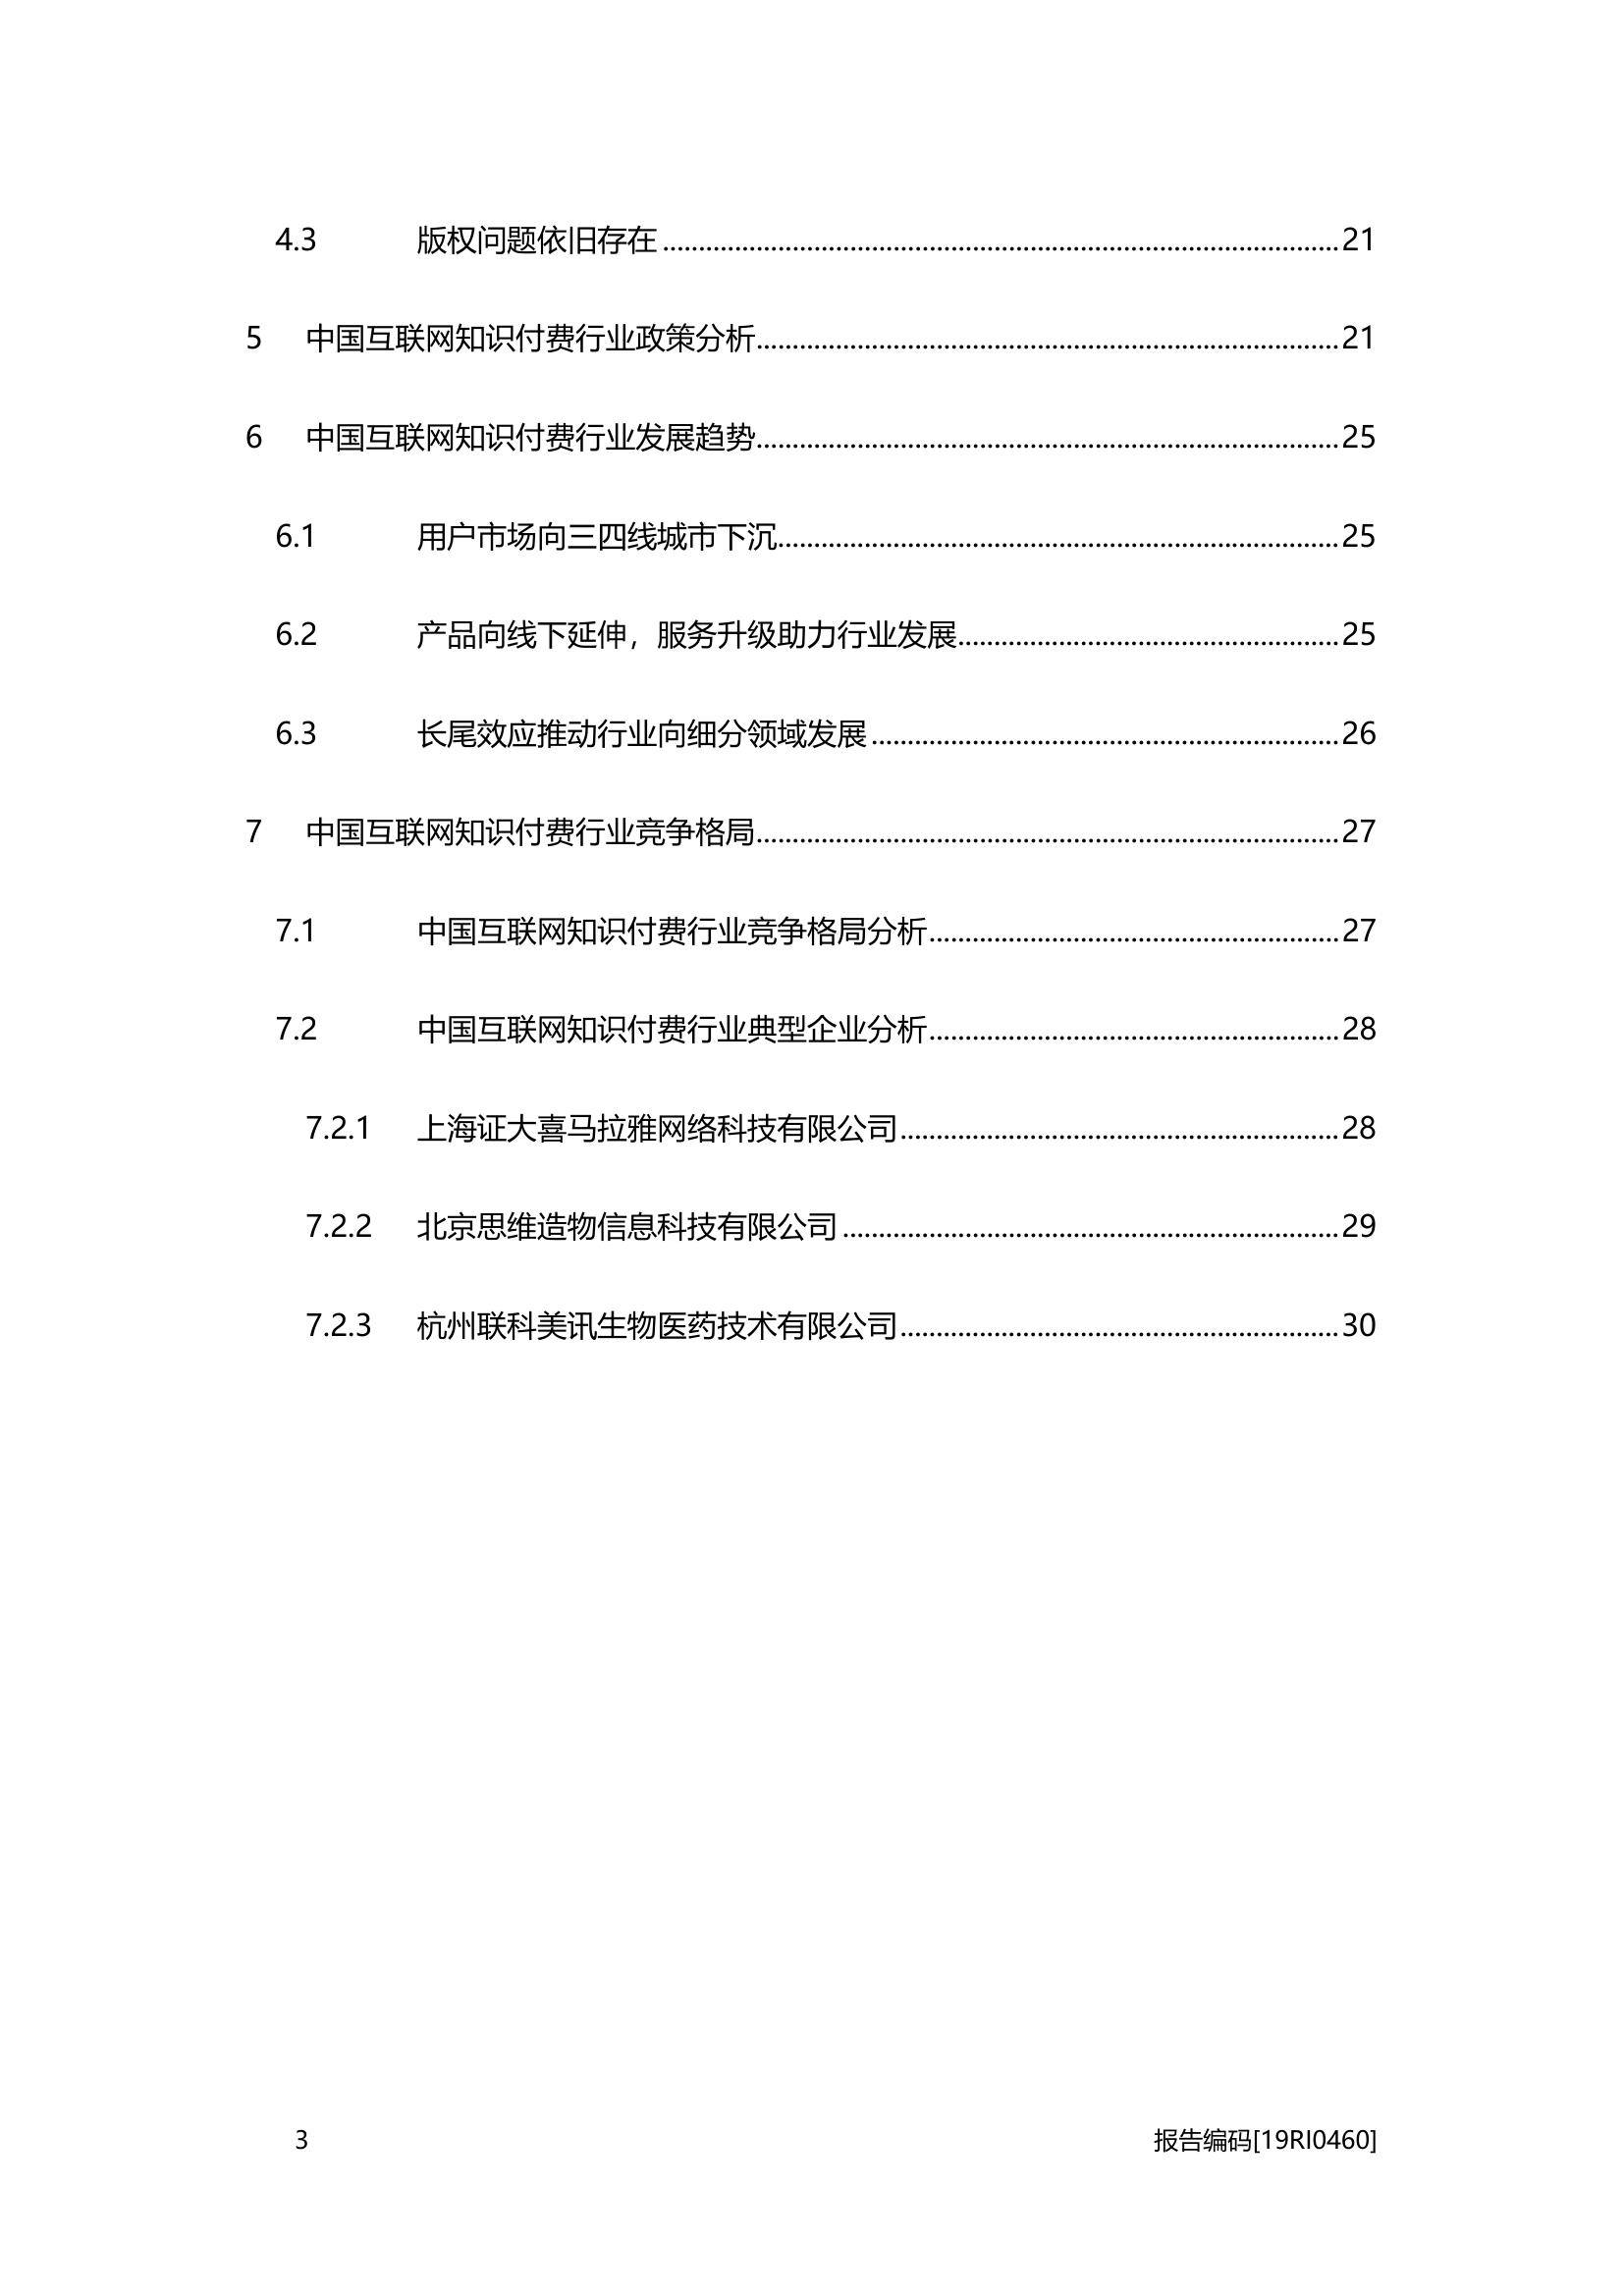 4.3 版权问题依旧存在 ........ 21
5 中国互联网知识付费行业政策分析 ........ 21
6 中国互联网知识付费行业发展趋势 ........ 25
6.1 用户市场向三四线城市下沉 ........ 25
6.2 产品向线下延伸，服务升级助力行业发展 ........ 25
6.3 长尾效应推动行业向细分领域发展 ........ 26
7 中国互联网知识付费行业竞争格局 ........ 27
7.1 中国互联网知识付费行业竞争格局分析 ........ 27
7.2 中国互联网知识付费行业典型企业分析 ........ 28
7.2.1 上海证大喜马拉雅网络科技有限公司 ........ 28
7.2.2 北京思维造物信息科技有限公司 ........ 29
7.2.3 杭州联科美讯生物医药技术有限公司 ........ 30
3 报告编码[19RI0460]